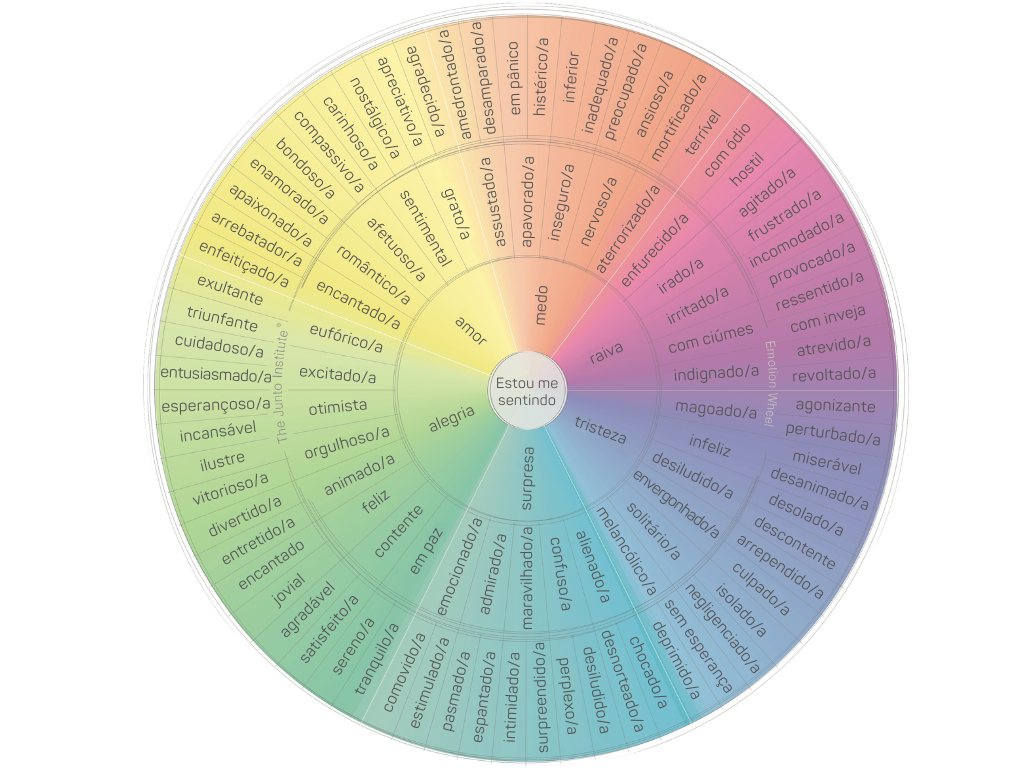 Estou me
sentindo
medo
raiva
tristeza
surpresa
alegria
amor
assustado/a
apavorado/a
inseguro/a
nervoso/a
aterrorizado/a
enfurecido/a
irado/a
irritado/a
com ciúmes
indignado/a
magoado/a
infeliz
desiludido/a
envergonhado/a
solitário/a
melancólico/a
alienado/a
confuso/a
maravilhado/a
admirado/a
emocionado/a
em paz
contente
feliz
animado/a
orgulhoso/a
otimista
excitado/a
eufórico/a
encantado/a
romântico/a
afetuoso/a
sentimental
grato/a
amedrontado/a
desamparado/a
em pânico
histérico/a
inferior
inadequado/a
preocupado/a
ansioso/a
mortificado/a
terrível
com ódio
hostil
agitado/a
frustrado/a
incomodado/a
provocado/a
ressentido/a
com inveja
atrevido/a
revoltado/a
agonizante
perturbado/a
miserável
desanimado/a
desolado/a
descontente
arrependido/a
culpado/a
isolado/a
negligenciado/a
sem esperança
deprimido/a
chocado/a
desnorteado/a
desiludido/a
perplexo/a
surpreendido/a
intimidado/a
espantado/a
pasmado/a
estimulado/a
comovido/a
tranquilo/a
sereno/a
satisfeito/a
agradável
jovial
encantado
entretido/a
divertido/a
vitorioso/a
ilustre
incansável
esperançoso/a
entusiasmado/a
cuidadoso/a
triunfante
exultante
enfeitiçado/a
arrebatador/a
apaixonado/a
enamorado/a
bondoso/a
compassivo/a
carinhoso/a
nostálgico/a
apreciativo/a
agradecido/a
The Junto Institute®
Emotion Wheel